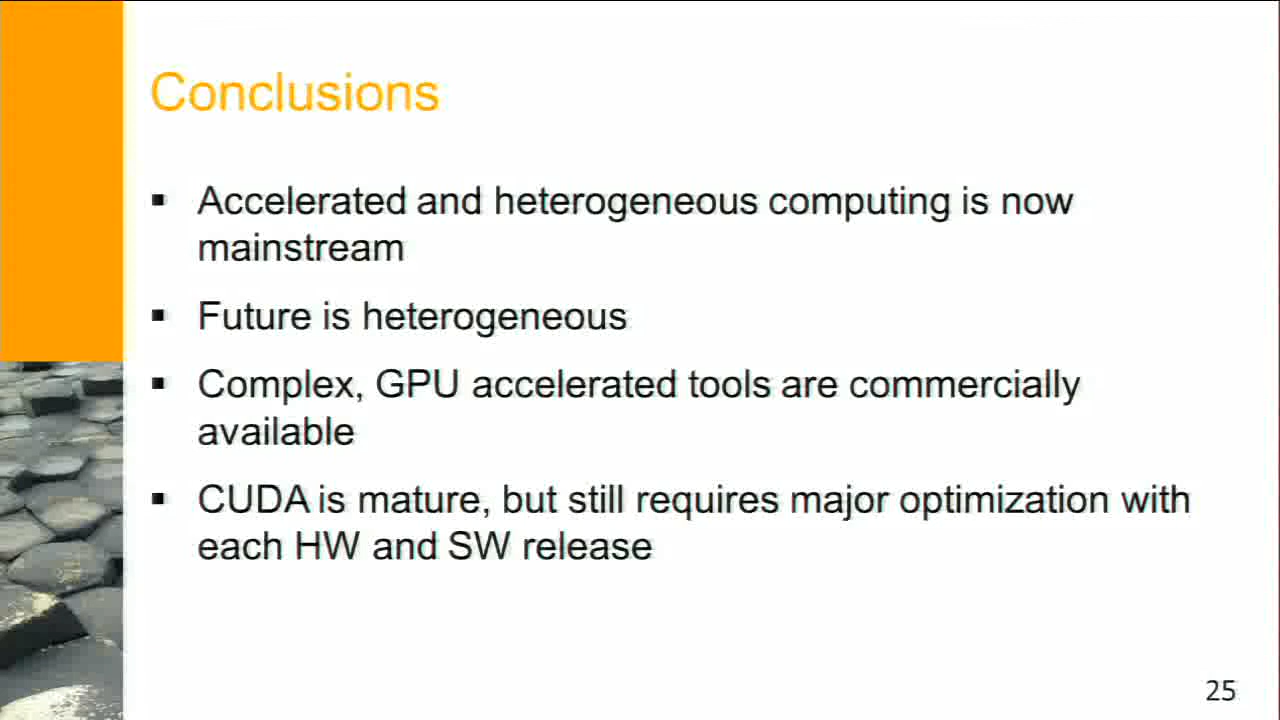 Conclusions
▪ Accelerated and heterogeneous computing is now
mainstream
▪ Future is heterogeneous
▪ Complex, GPU accelerated tools are commercially
available
▪ CUDA is mature, but still requires major optimization with
each HW and SW release
25